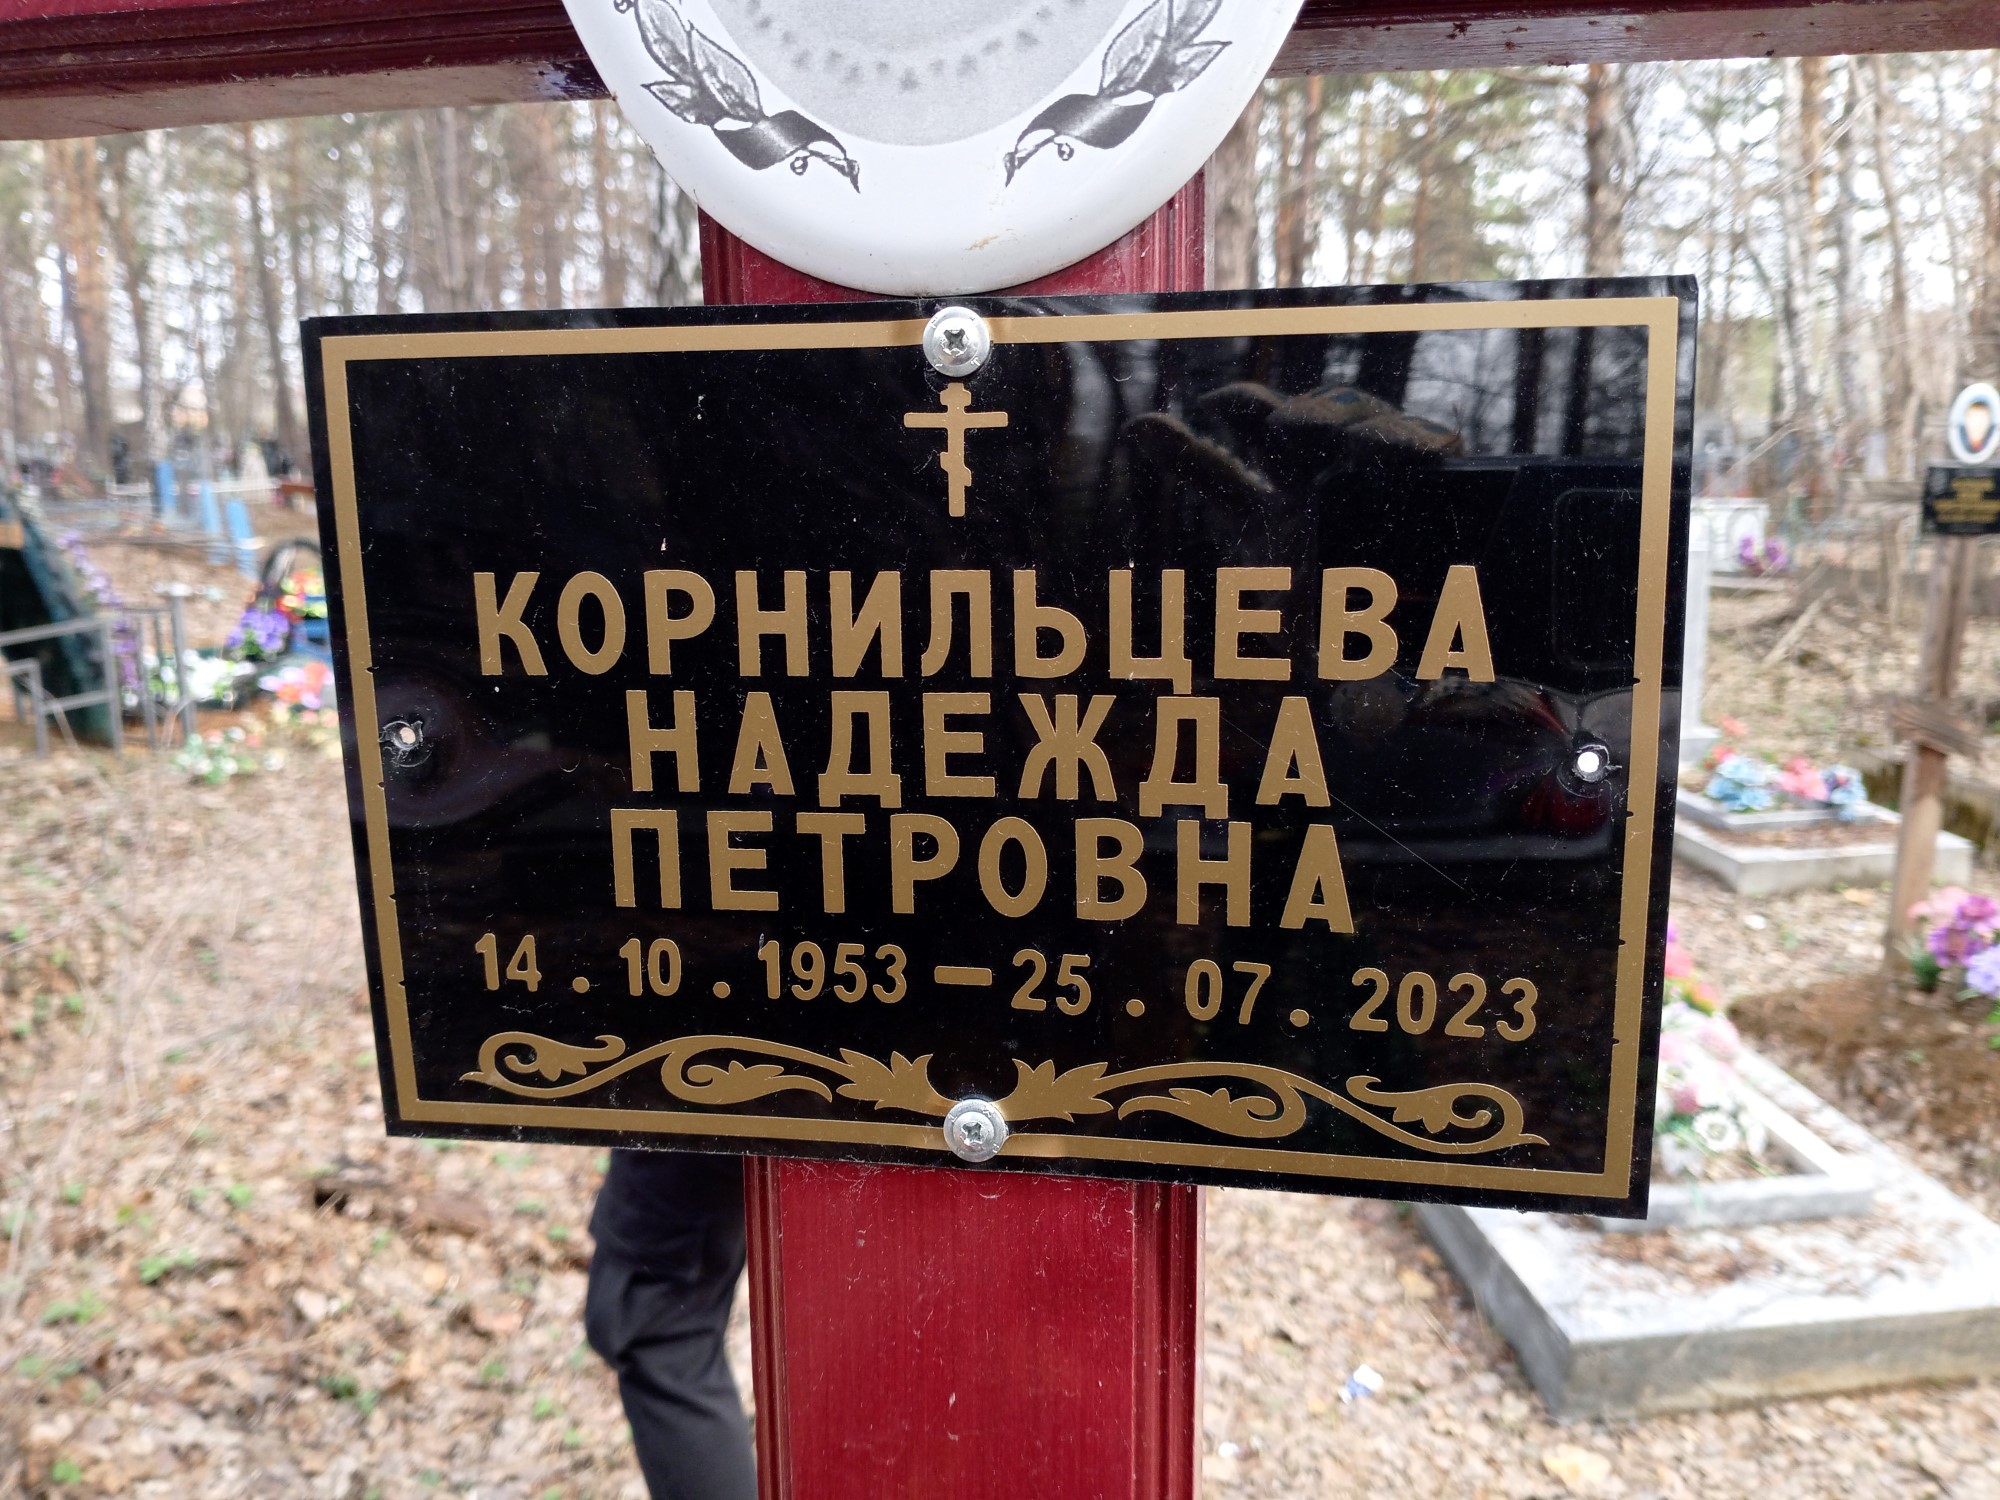 КОРНИЛЬЦЕВА
НАДЕЖДА
ПЕТРОВНА
14.10.1953-25.07.2023